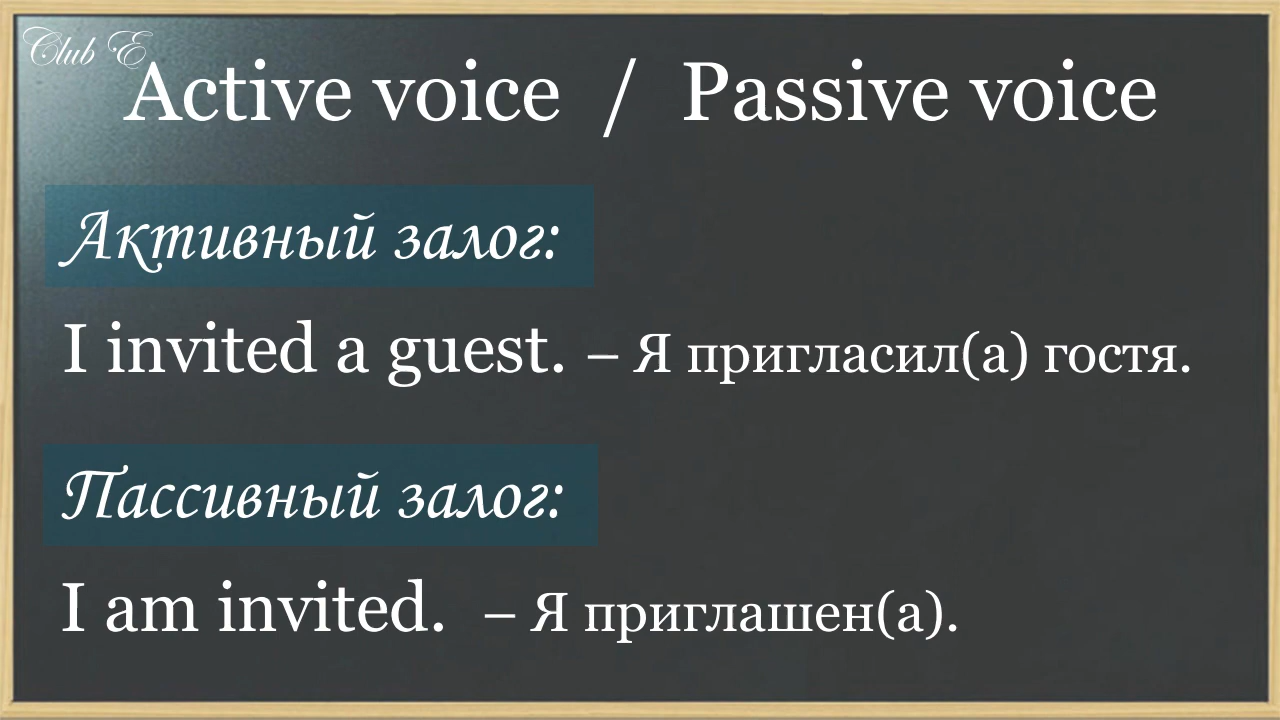 Club E
Active voice / Passive voice
Активный залог:
I invited a guest. – Я пригласил(а) гостя.
Пассивный залог:
I am invited. – Я приглашен(а).